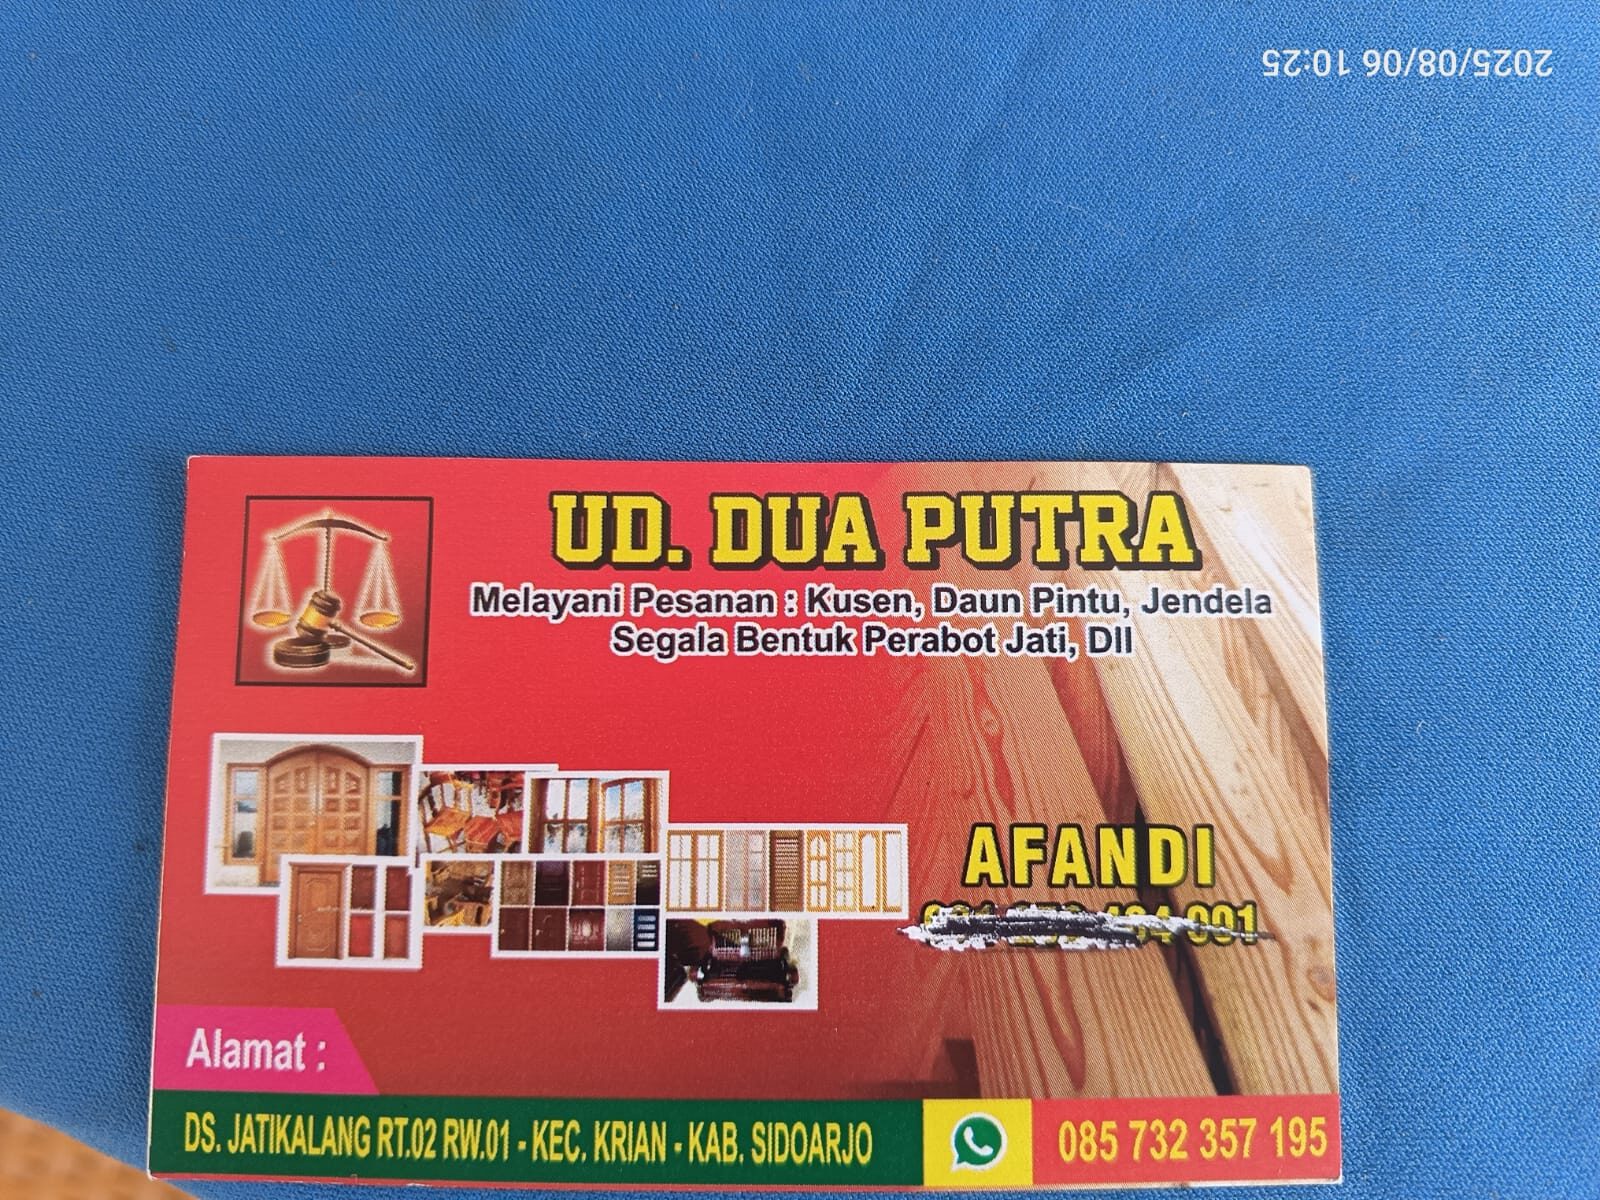 2025/08/06 10:25
UD. DUA PUTRA
Melayani Pesanan : Kusen, Daun Pintu, Jendela
Segala Bentuk Perabot Jati, Dll
AFANDI
Alamat :
DS. JATIKALANG RT.02 RW.01 - KEC. KRIAN - KAB. SIDOARJO
085 732 357 195